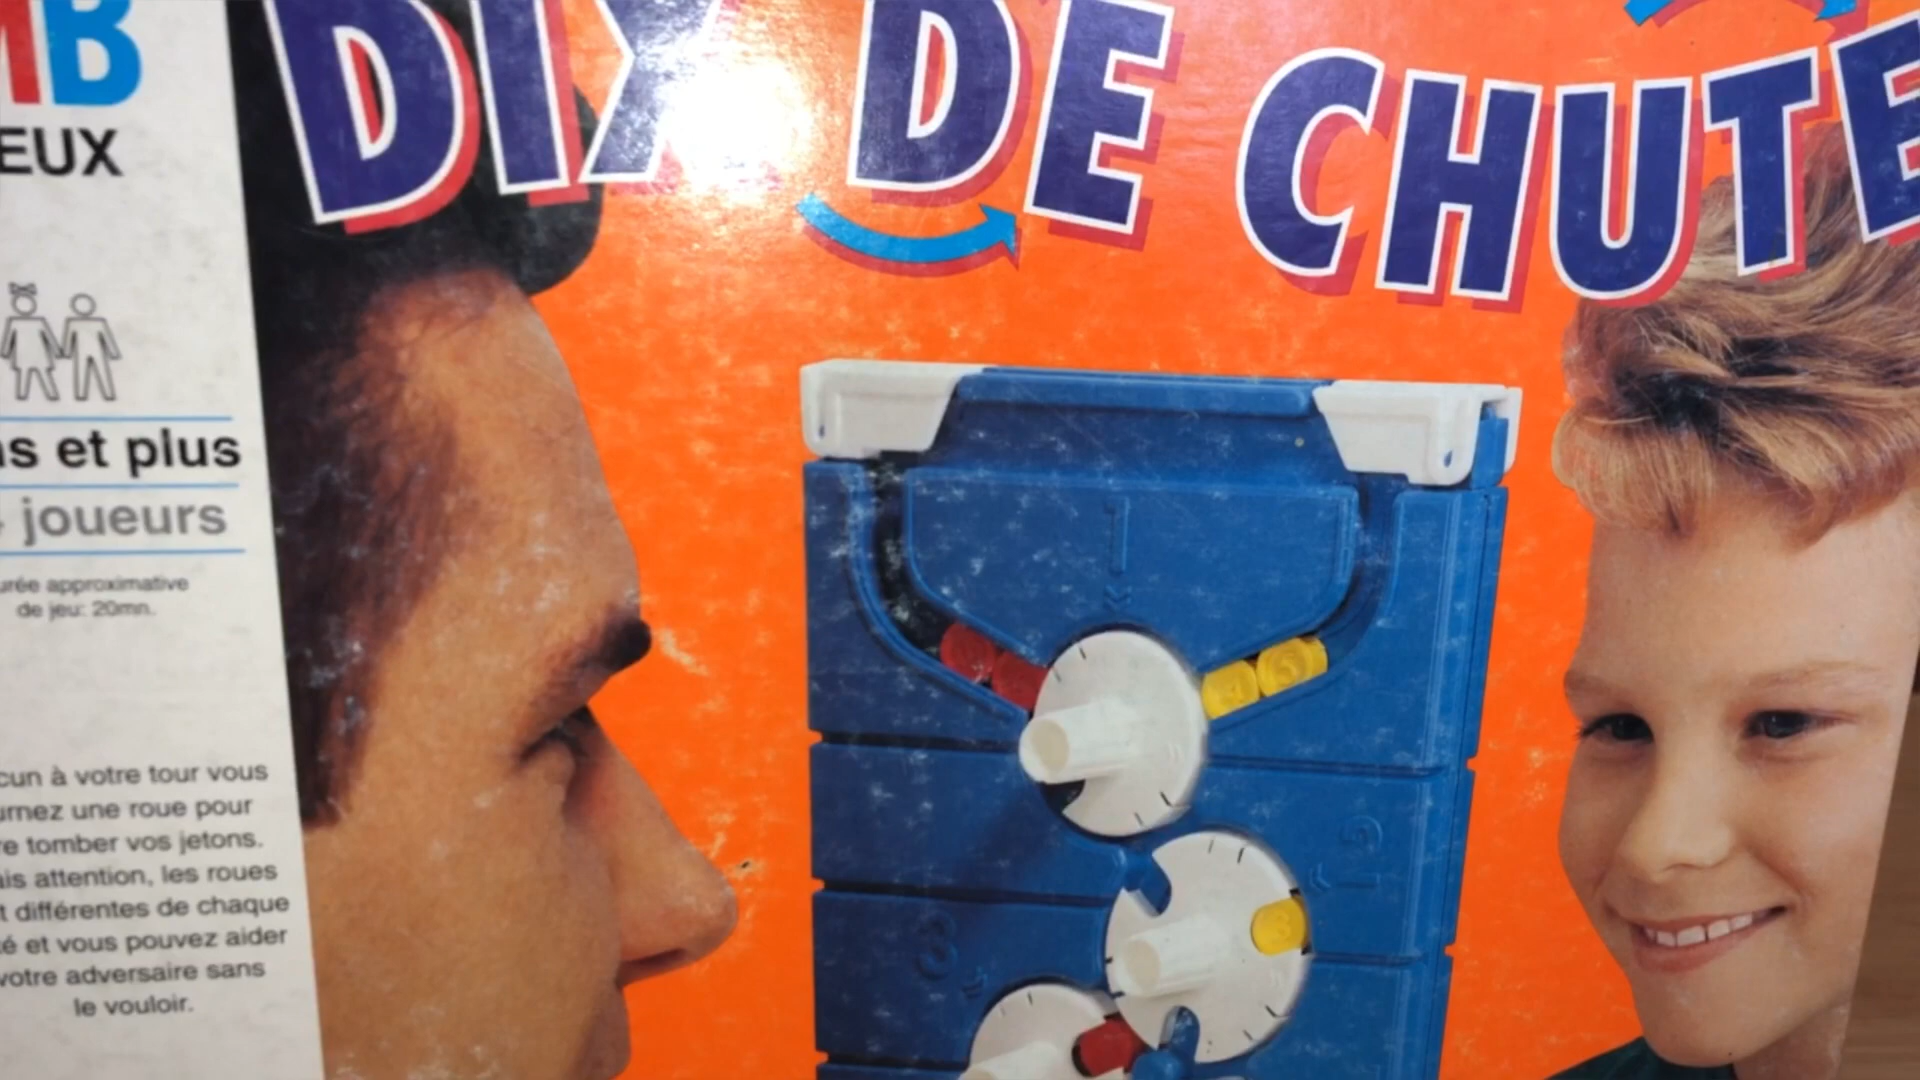 MB
DIX DE CHUTE
EUX
ns et plus
joueurs
urée approximative
de jeu: 20mn.
cun à votre tour vous
urnez une roue pour
re tomber vos jetons.
ais attention, les roues
t différentes de chaque
té et vous pouvez aider
votre adversaire sans
le vouloir.
1
2
3